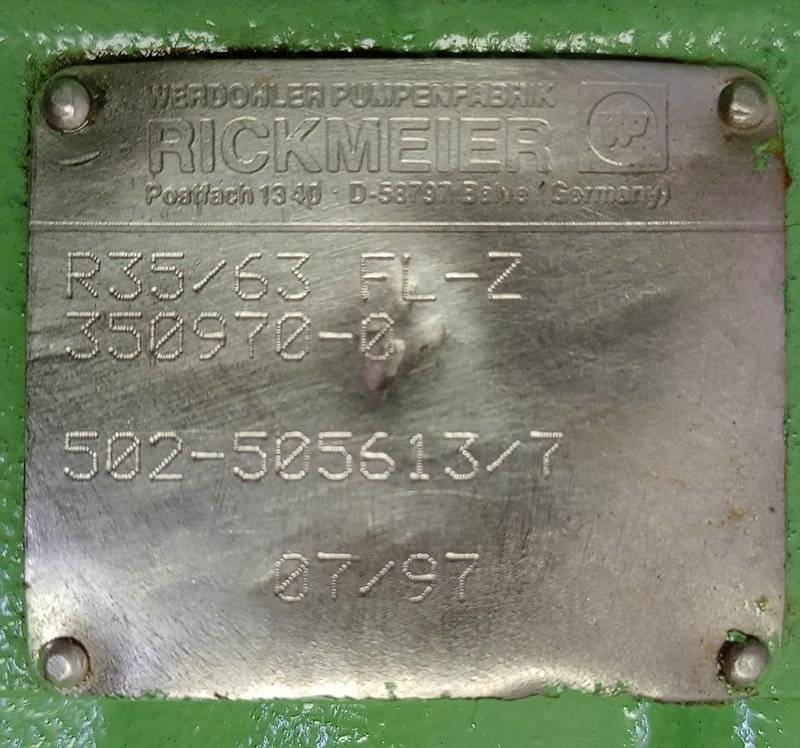 WERDOHLER PUMPENFABRIK
RICKMEIER
WP
Postfach 13 40 · D-58797 Balve (Germany)
R35/63 FL-Z
350970-0
502-505613/7
07/97